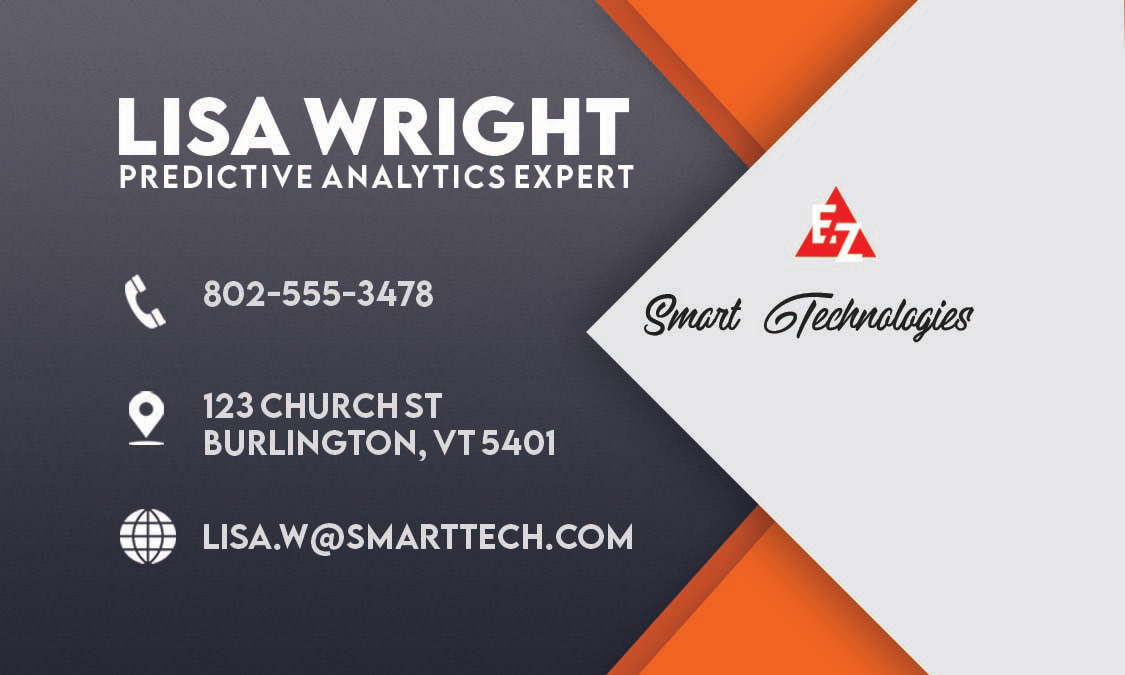 LISA WRIGHT
PREDICTIVE ANALYTICS EXPERT
802-555-3478
123 CHURCH ST
BURLINGTON, VT 5401
LISA.W@SMARTTECH.COM
E.Z
Smart Technologies